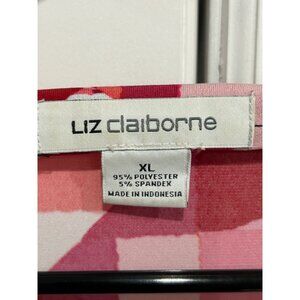 LIZ claiborne
XL
95% POLYESTER
5% SPANDEX
MADE IN INDONESIA